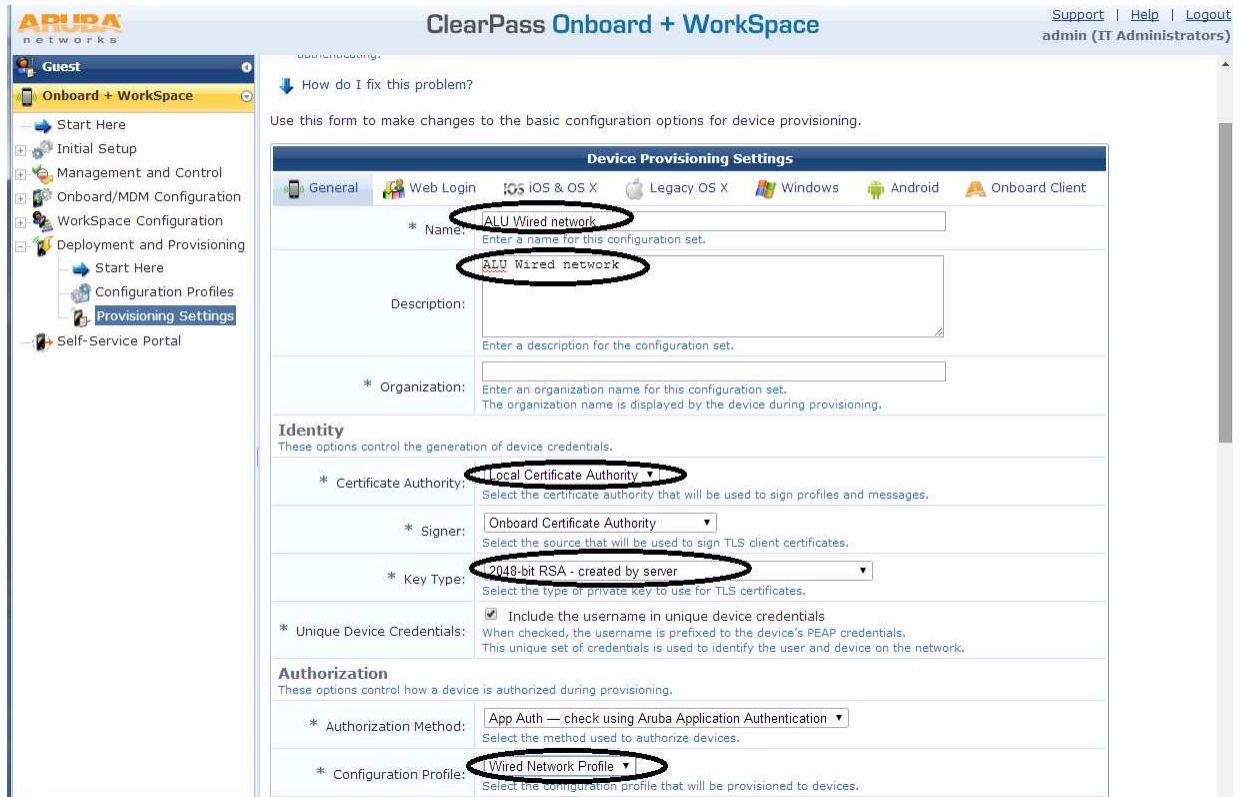 ARUBA
networks
ClearPass Onboard + WorkSpace
Support | Help | Logout
admin (IT Administrators)
Guest
Onboard + WorkSpace
Start Here
Initial Setup
Management and Control
Onboard/MDM Configuration
WorkSpace Configuration
Deployment and Provisioning
Start Here
Configuration Profiles
Provisioning Settings
Self-Service Portal
authenticating.
How do I fix this problem?
Use this form to make changes to the basic configuration options for device provisioning.
Device Provisioning Settings
General
Web Login
iOS iOS & OS X
Legacy OS X
Windows
Android
Onboard Client
* Name:
ALU Wired network
Enter a name for this configuration set.
Description:
ALU Wired network
Enter a description for the configuration set.
* Organization:
Enter an organization name for this configuration set.
The organization name is displayed by the device during provisioning.
Identity
These options control the generation of device credentials.
* Certificate Authority:
Local Certificate Authority
Select the certificate authority that will be used to sign profiles and messages.
* Signer:
Onboard Certificate Authority
Select the source that will be used to sign TLS client certificates.
* Key Type:
2048-bit RSA - created by server
Select the type of private key to use for TLS certificates.
* Unique Device Credentials:
Include the username in unique device credentials
When checked, the username is prefixed to the device's PEAP credentials.
This unique set of credentials is used to identify the user and device on the network.
Authorization
These options control how a device is authorized during provisioning.
* Authorization Method:
App Auth — check using Aruba Application Authentication
Select the method used to authorize devices.
* Configuration Profile:
Wired Network Profile
Select the configuration profile that will be provisioned to devices.